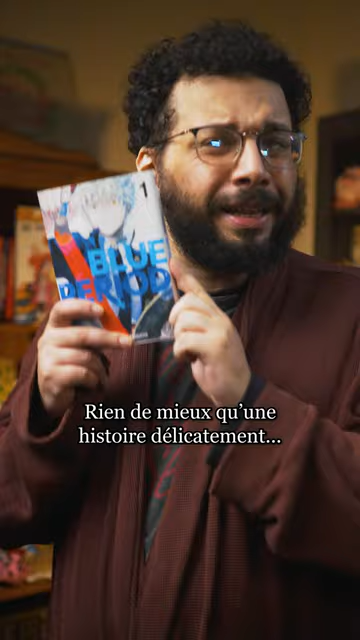 1
BLUE
PERIOD
Rien de mieux qu’une
histoire délicatement...